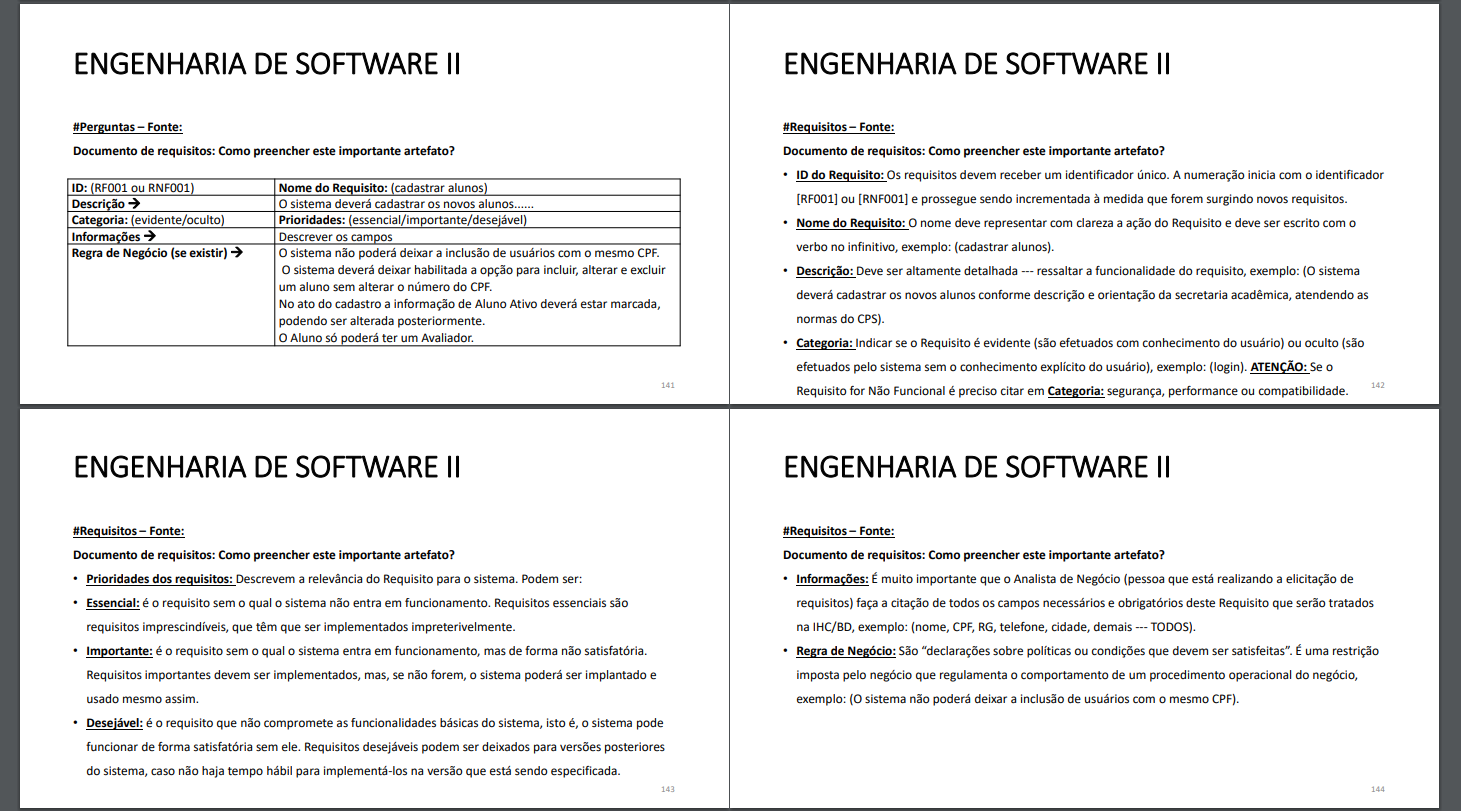 ENGENHARIA DE SOFTWARE II
#Perguntas – Fonte:
Documento de requisitos: Como preencher este importante artefato?
ID: (RF001 ou RNF001) Nome do Requisito: (cadastrar alunos)
Descrição → O sistema deverá cadastrar os novos alunos......
Categoria: (evidente/oculto) Prioridades: (essencial/importante/desejável)
Informações → Descrever os campos
Regra de Negócio (se existir) → O sistema não poderá deixar a inclusão de usuários com o mesmo CPF.
O sistema deverá deixar habilitada a opção para incluir, alterar e excluir
um aluno sem alterar o número do CPF.
No ato do cadastro a informação de Aluno Ativo deverá estar marcada,
podendo ser alterada posteriormente.
O Aluno só poderá ter um Avaliador.
141
ENGENHARIA DE SOFTWARE II
#Requisitos – Fonte:
Documento de requisitos: Como preencher este importante artefato?
• ID do Requisito: Os requisitos devem receber um identificador único. A numeração inicia com o identificador
[RF001] ou [RNF001] e prossegue sendo incrementada à medida que forem surgindo novos requisitos.
• Nome do Requisito: O nome deve representar com clareza a ação do Requisito e deve ser escrito com o
verbo no infinitivo, exemplo: (cadastrar alunos).
• Descrição: Deve ser altamente detalhada --- ressaltar a funcionalidade do requisito, exemplo: (O sistema
deverá cadastrar os novos alunos conforme descrição e orientação da secretaria acadêmica, atendendo as
normas do CPS).
• Categoria: Indicar se o Requisito é evidente (são efetuados com conhecimento do usuário) ou oculto (são
efetuados pelo sistema sem o conhecimento explícito do usuário), exemplo: (login). ATENÇÃO: Se o
Requisito for Não Funcional é preciso citar em Categoria: segurança, performance ou compatibilidade.
142
ENGENHARIA DE SOFTWARE II
#Requisitos – Fonte:
Documento de requisitos: Como preencher este importante artefato?
• Prioridades dos requisitos: Descrevem a relevância do Requisito para o sistema. Podem ser:
• Essencial: é o requisito sem o qual o sistema não entra em funcionamento. Requisitos essenciais são
requisitos imprescindíveis, que têm que ser implementados impreterivelmente.
• Importante: é o requisito sem o qual o sistema entra em funcionamento, mas de forma não satisfatória.
Requisitos importantes devem ser implementados, mas, se não forem, o sistema poderá ser implantado e
usado mesmo assim.
• Desejável: é o requisito que não compromete as funcionalidades básicas do sistema, isto é, o sistema pode
funcionar de forma satisfatória sem ele. Requisitos desejáveis podem ser deixados para versões posteriores
do sistema, caso não haja tempo hábil para implementá-los na versão que está sendo especificada.
143
ENGENHARIA DE SOFTWARE II
#Requisitos – Fonte:
Documento de requisitos: Como preencher este importante artefato?
• Informações: É muito importante que o Analista de Negócio (pessoa que está realizando a elicitação de
requisitos) faça a citação de todos os campos necessários e obrigatórios deste Requisito que serão tratados
na IHC/BD, exemplo: (nome, CPF, RG, telefone, cidade, demais --- TODOS).
• Regra de Negócio: São “declarações sobre políticas ou condições que devem ser satisfeitas”. É uma restrição
imposta pelo negócio que regulamenta o comportamento de um procedimento operacional do negócio,
exemplo: (O sistema não poderá deixar a inclusão de usuários com o mesmo CPF).
144